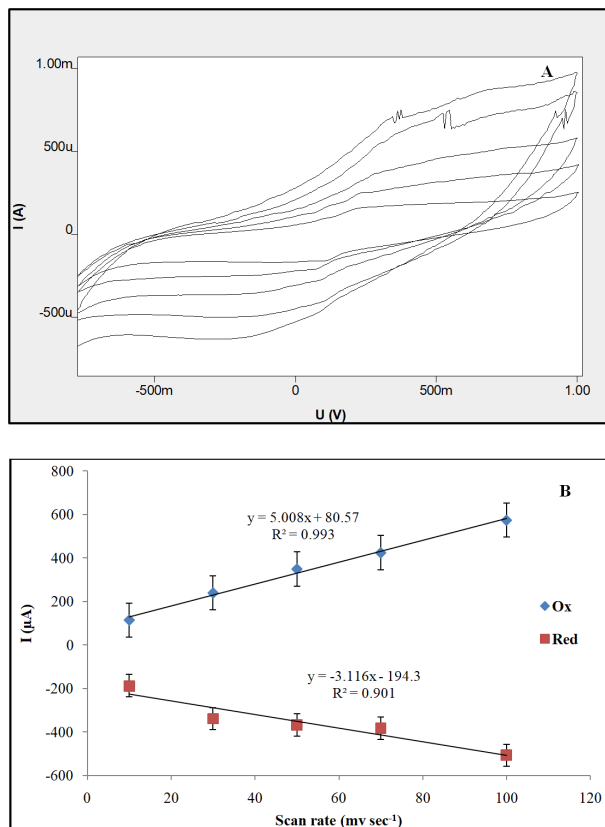 A
1.00m
500u
0
-500u
I (A)
-500m 0 500m 1.00
U (V)
B
800
600
400
200
0
-200
-400
-600
I (µA)
y = 5.008x + 80.57
R² = 0.993
Ox
Red
y = -3.116x - 194.3
R² = 0.901
0 20 40 60 80 100 120
Scan rate (mv sec⁻¹)